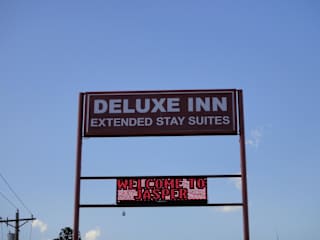 DELUXE INN
EXTENDED STAY SUITES
WELCOME TO
JASPER